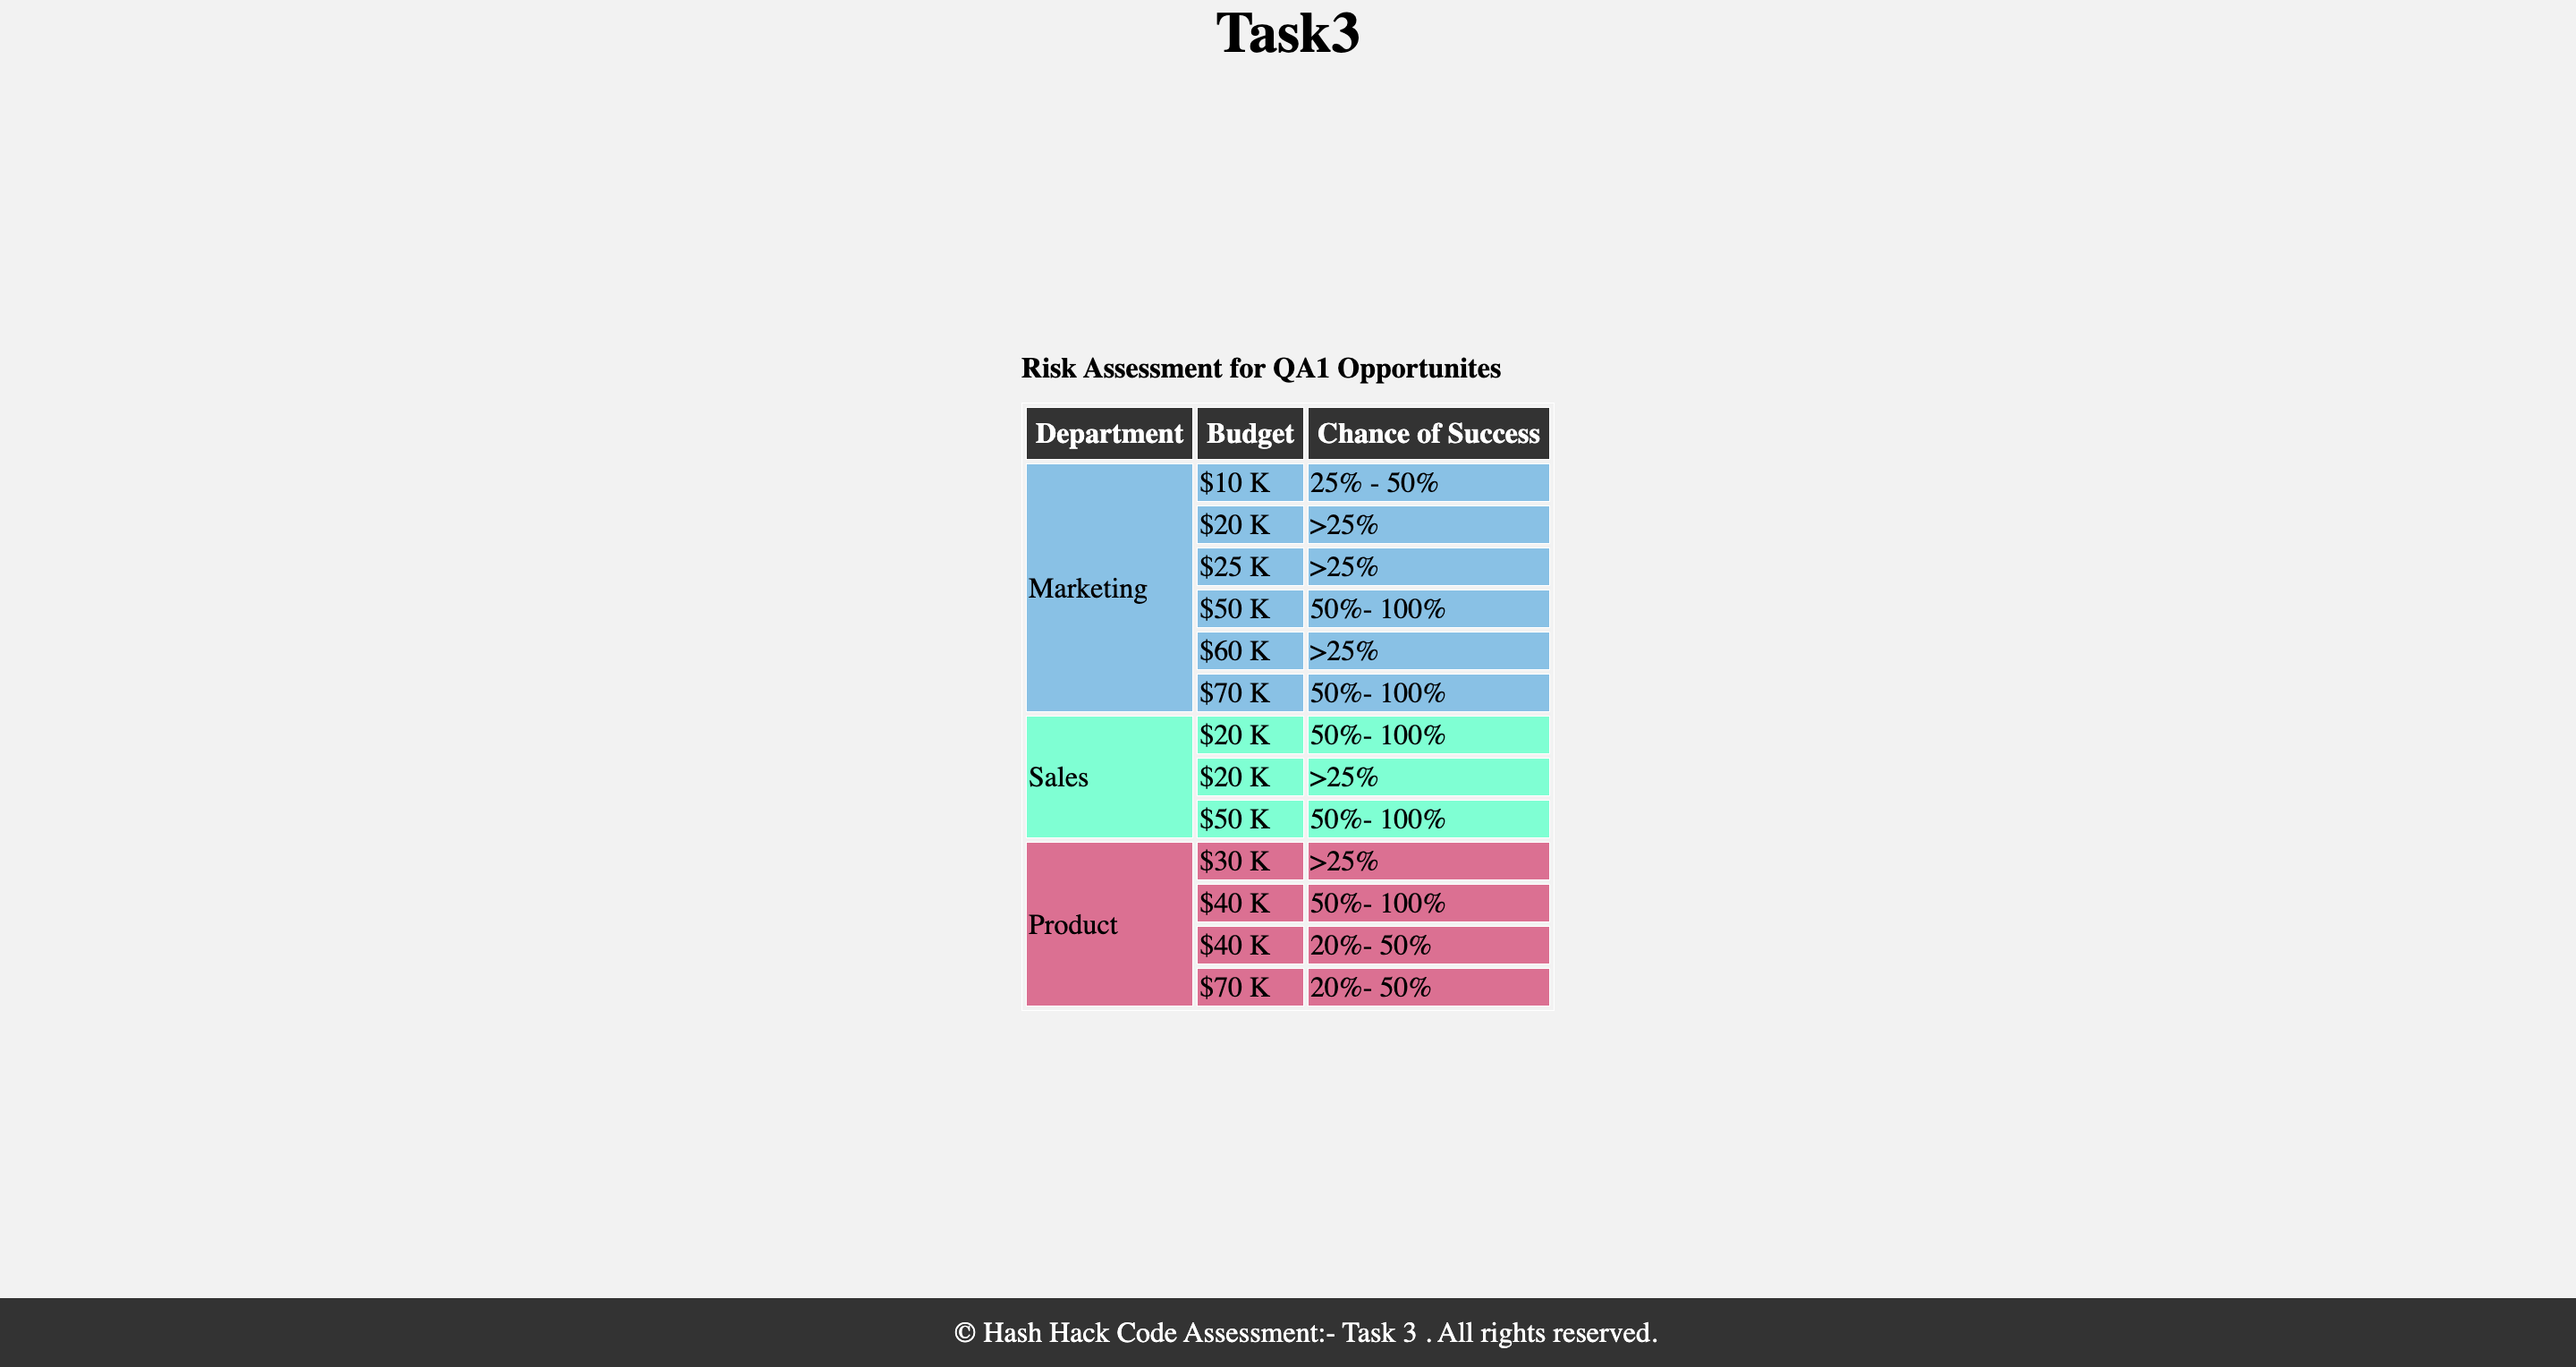 Task3
Risk Assessment for QA1 Opportunites
Department Budget Chance of Success
Marketing $10 K 25% - 50%
$20 K >25%
$25 K >25%
$50 K 50%- 100%
$60 K >25%
$70 K 50%- 100%
Sales $20 K 50%- 100%
$20 K >25%
$50 K 50%- 100%
Product $30 K >25%
$40 K 50%- 100%
$40 K 20%- 50%
$70 K 20%- 50%
© Hash Hack Code Assessment:- Task 3 . All rights reserved.